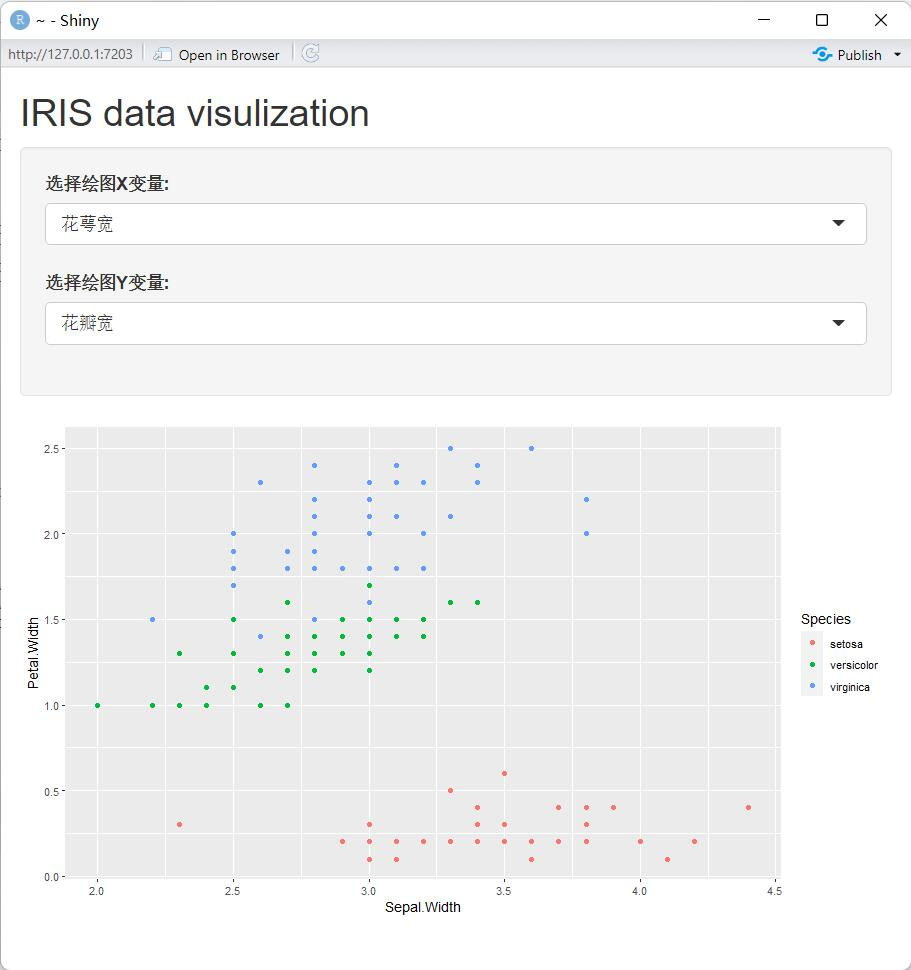 R ~ - Shiny
http://127.0.0.1:7203 Open in Browser Publish
IRIS data visulization
选择绘图X变量:
花萼宽
选择绘图Y变量:
花瓣宽
2.5
2.0
1.5
1.0
0.5
0.0
Petal.Width
2.0 2.5 3.0 3.5 4.0 4.5
Sepal.Width
Species
setosa
versicolor
virginica